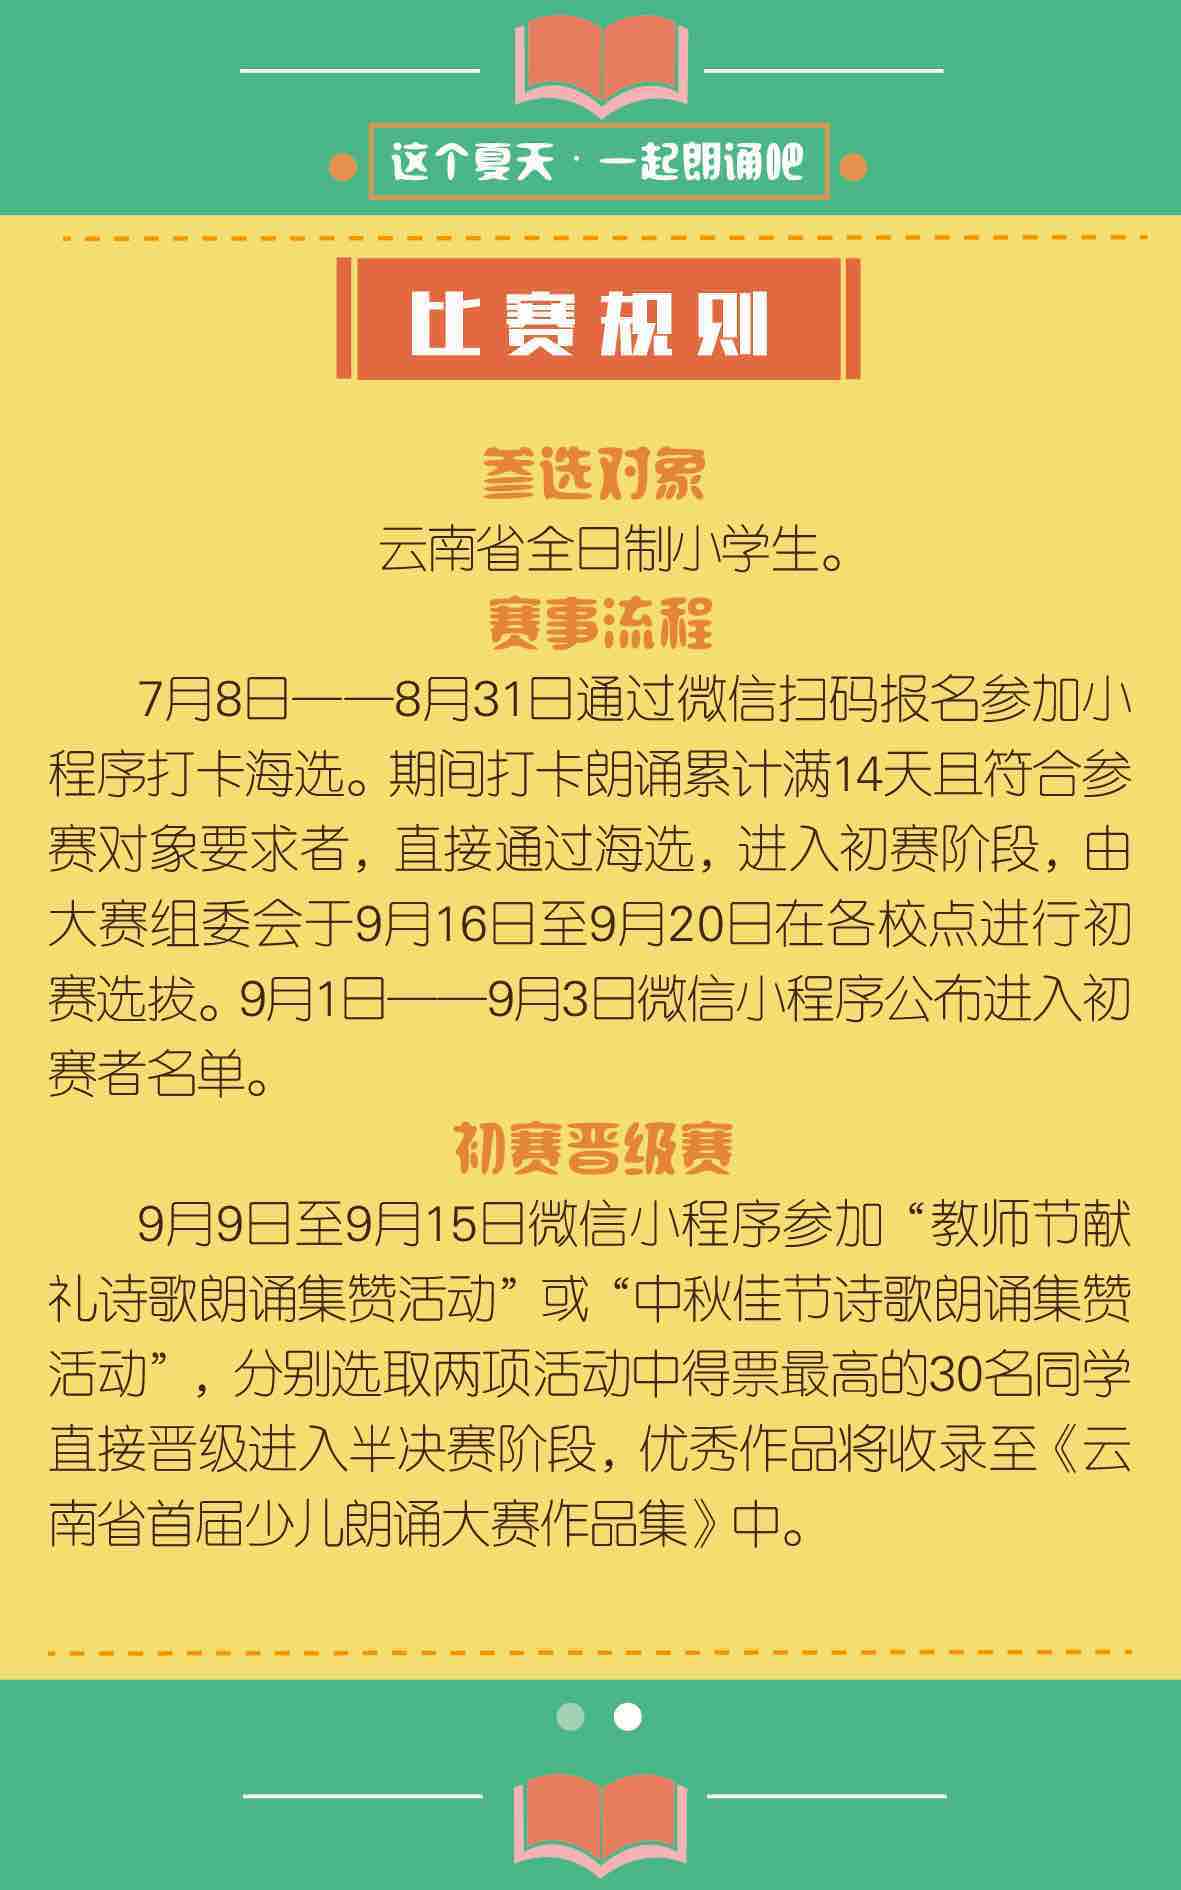 这个夏天·一起朗诵吧
比赛规则
参选对象
云南省全日制小学生。
赛事流程
7月8日——8月31日通过微信扫码报名参加小
程序打卡海选。期间打卡朗诵累计满14天且符合参
赛对象要求者，直接通过海选，进入初赛阶段，由
大赛组委会于9月16日至9月20日在各校点进行初
赛选拔。9月1日——9月3日微信小程序公布进入初
赛者名单。
初赛晋级赛
9月9日至9月15日微信小程序参加“教师节献
礼诗歌朗诵集赞活动”或“中秋佳节诗歌朗诵集赞
活动”，分别选取两项活动中得票最高的30名同学
直接晋级进入半决赛阶段，优秀作品将收录至《云
南省首届少儿朗诵大赛作品集》中。